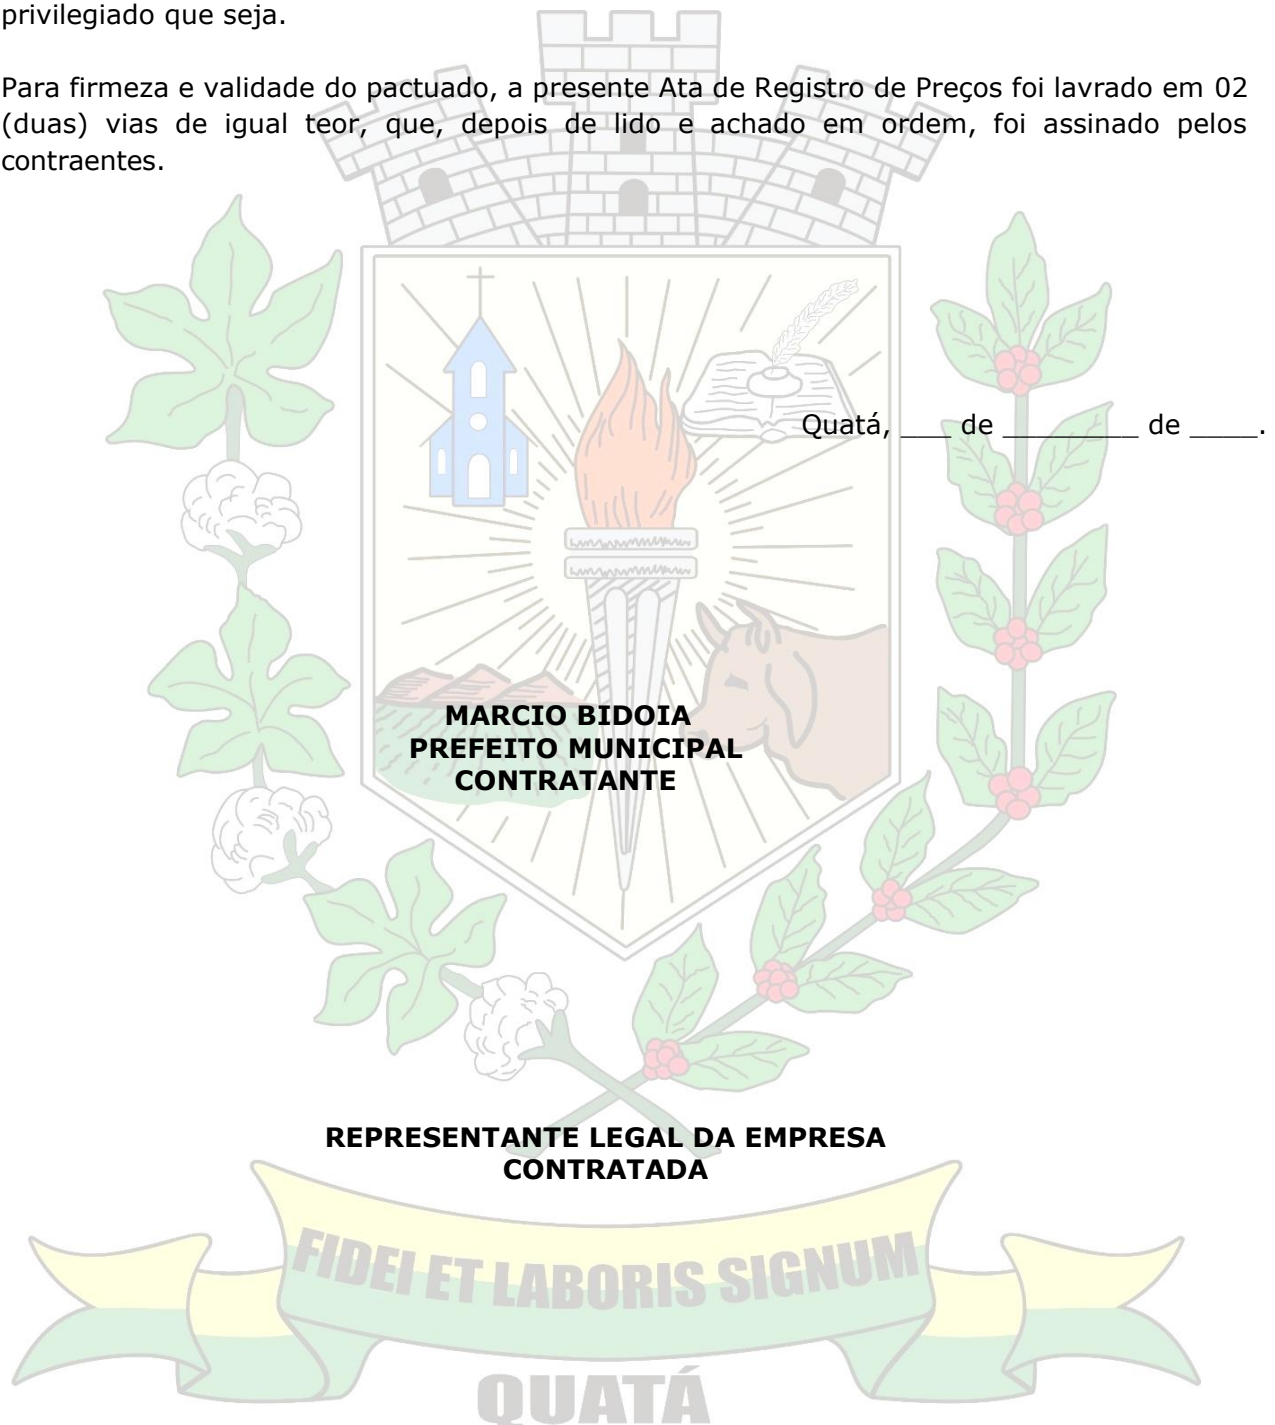 privilegiado que seja.
Para firmeza e validade do pactuado, a presente Ata de Registro de Preços foi lavrado em 02
(duas) vias de igual teor, que, depois de lido e achado em ordem, foi assinado pelos
contraentes.
Quatá, ___ de ________ de ____.
MARCIO BIDOIA
PREFEITO MUNICIPAL
CONTRATANTE
REPRESENTANTE LEGAL DA EMPRESA
CONTRATADA
FIDEI ET LABORIS SIGNUM
QUATÁ